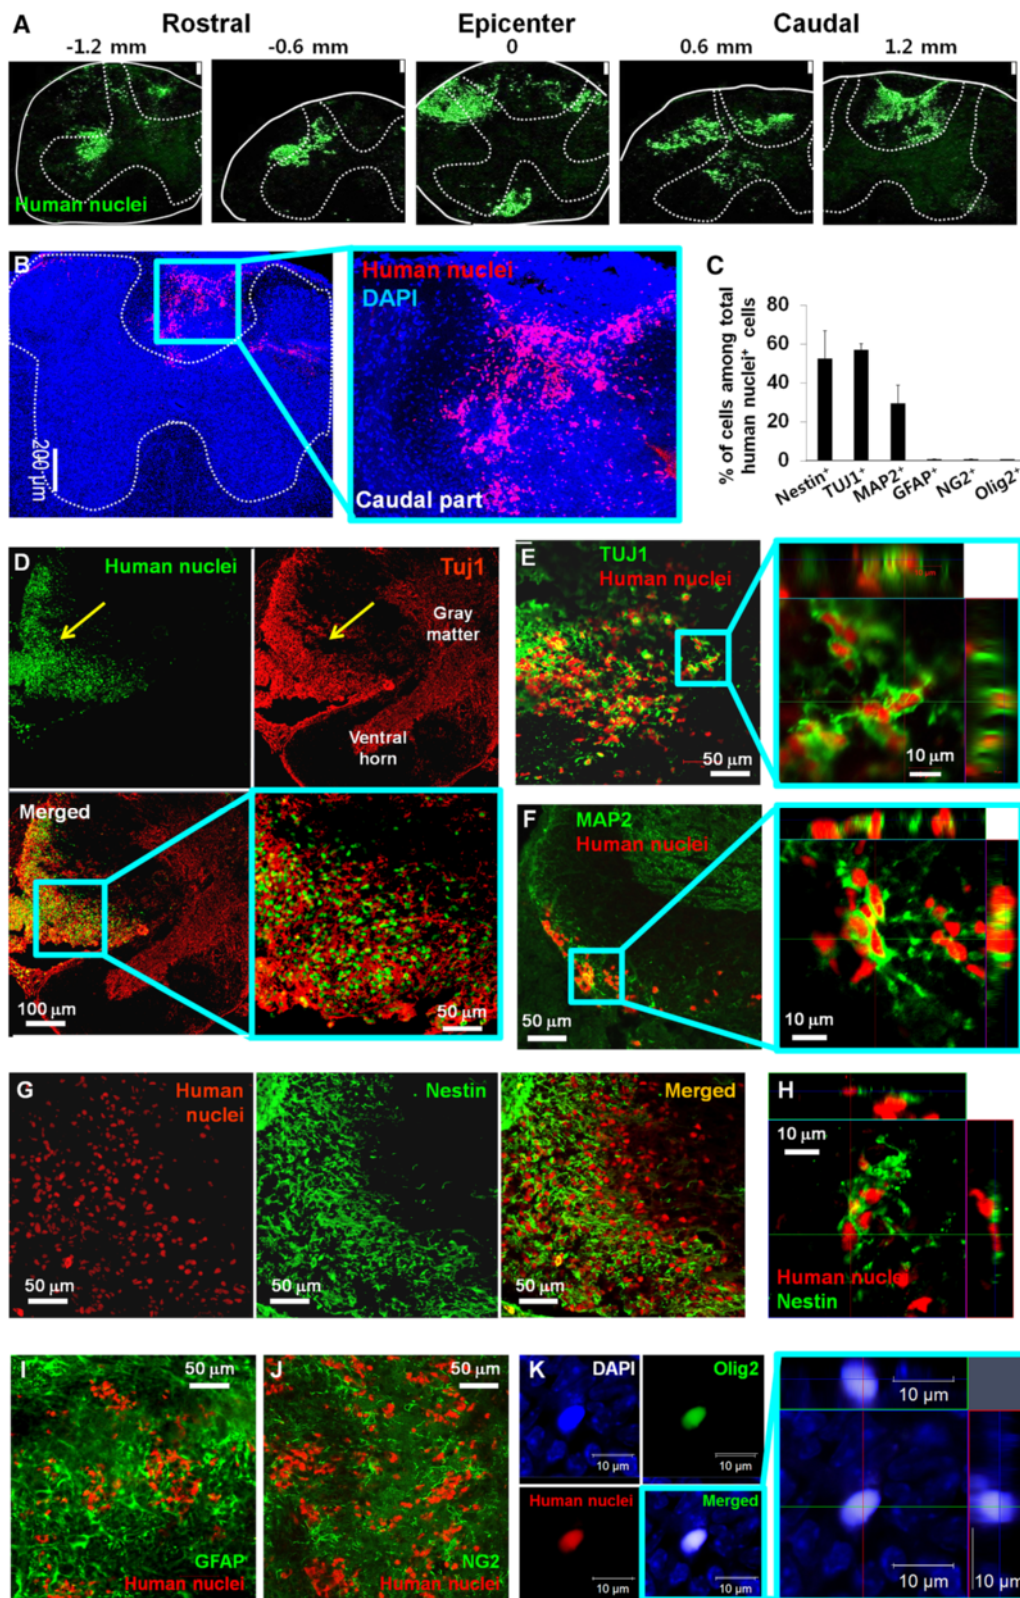 A
Rostral
Epicenter
Caudal
-1.2 mm
-0.6 mm
0
0.6 mm
1.2 mm
Human nuclei
B
200 μm
Human nuclei
DAPI
Caudal part
C
% of cells among total
human nuclei⁺ cells
80
60
40
20
0
Nestin⁺
TUJ1⁺
MAP2⁺
GFAP⁺
NG2⁺
Olig2⁺
D
Human nuclei
Tuj1
Gray
matter
Ventral
horn
Merged
100 μm
50 μm
E
TUJ1
Human nuclei
50 μm
10 μm
10 μm
F
MAP2
Human nuclei
50 μm
10 μm
G
Human
nuclei
50 μm
Nestin
50 μm
Merged
50 μm
H
10 μm
Human nuclei
Nestin
I
50 μm
GFAP
Human nuclei
J
50 μm
NG2
Human nuclei
K
DAPI
10 μm
Olig2
10 μm
Human nuclei
10 μm
Merged
10 μm
10 μm
10 μm
10 μm